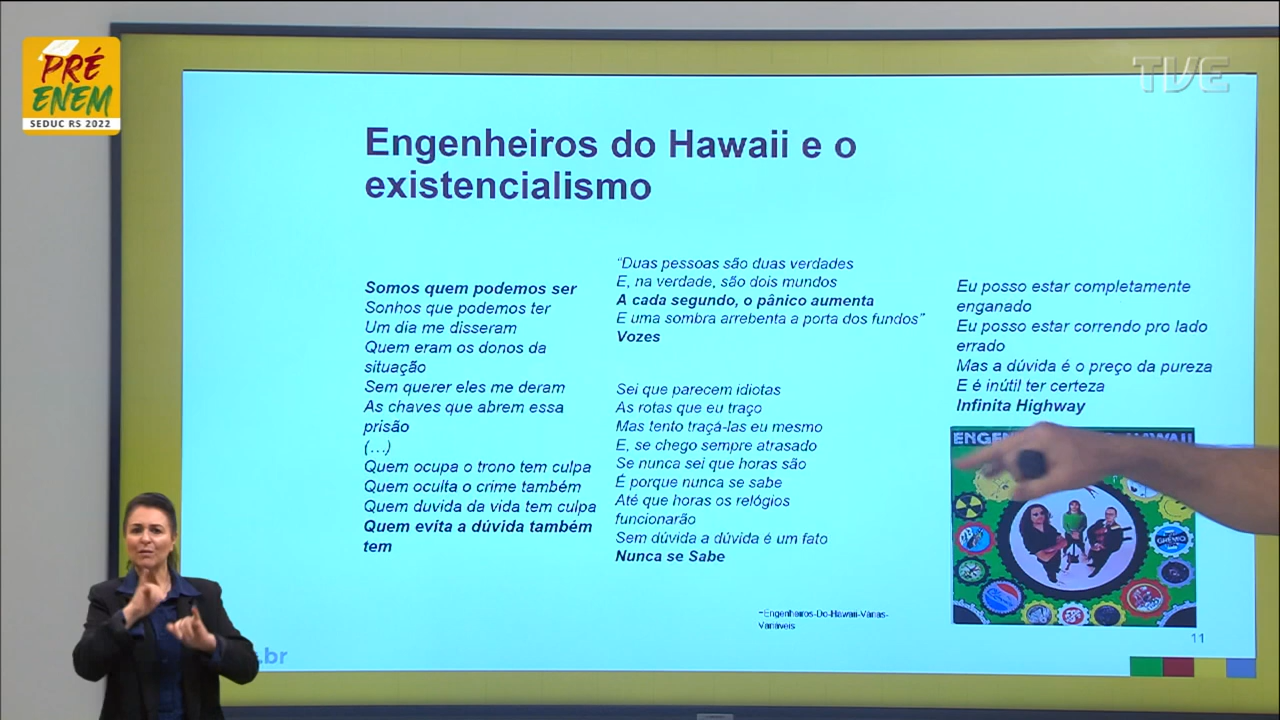 PRÉ
ENEM
SEDUC RS 2022
TVE
Engenheiros do Hawaii e o
existencialismo
Somos quem podemos ser
Sonhos que podemos ter
Um dia me disseram
Quem eram os donos da
situação
Sem querer eles me deram
As chaves que abrem essa
prisão
(...)
Quem ocupa o trono tem culpa
Quem oculta o crime também
Quem duvida da vida tem culpa
Quem evita a dúvida também
tem
"Duas pessoas são duas verdades
E, na verdade, são dois mundos
A cada segundo, o pânico aumenta
E uma sombra arrebenta a porta dos fundos"
Vozes
Sei que parecem idiotas
As rotas que eu traço
Mas tento traçá-las eu mesmo
E, se chego sempre atrasado
Se nunca sei que horas são
É porque nunca se sabe
Até que horas os relógios
funcionarão
Sem dúvida a dúvida é um fato
Nunca se Sabe
Eu posso estar completamente
enganado
Eu posso estar correndo pro lado
errado
Mas a dúvida é o preço da pureza
E é inútil ter certeza
Infinita Highway
HAWAII
GRÊMIO
~Engenheiros-Do-Hawaii-Várias-
Variáveis
11
.br